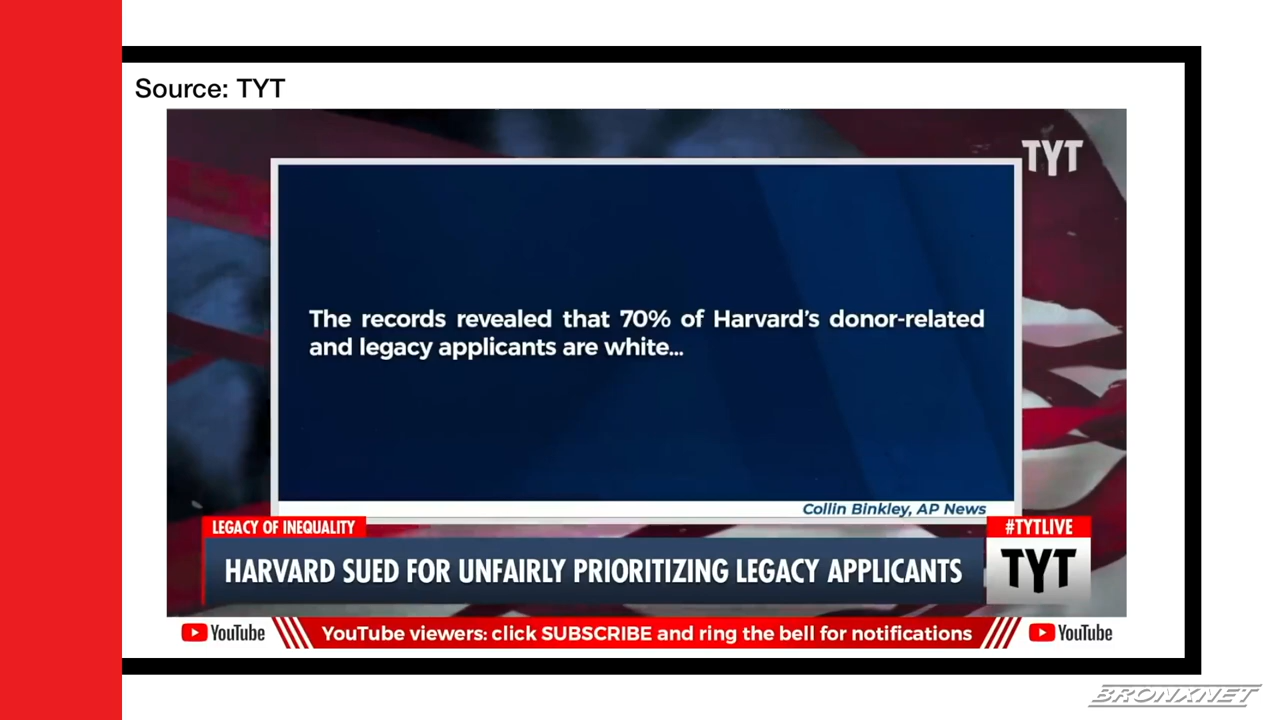 Source: TYT
TYT
The records revealed that 70% of Harvard's donor-related
and legacy applicants are white...
Collin Binkley, AP News
LEGACY OF INEQUALITY
#TYTLIVE
HARVARD SUED FOR UNFAIRLY PRIORITIZING LEGACY APPLICANTS
TYT
YouTube
YouTube viewers: click SUBSCRIBE and ring the bell for notifications
YouTube
BRONXNET